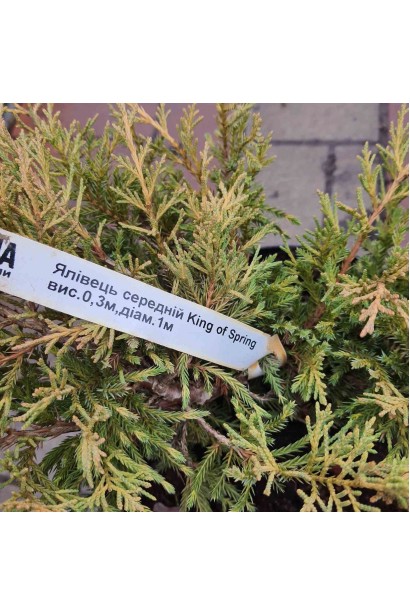 Ялівець середній King of Spring
вис.0,3м,діам.1м